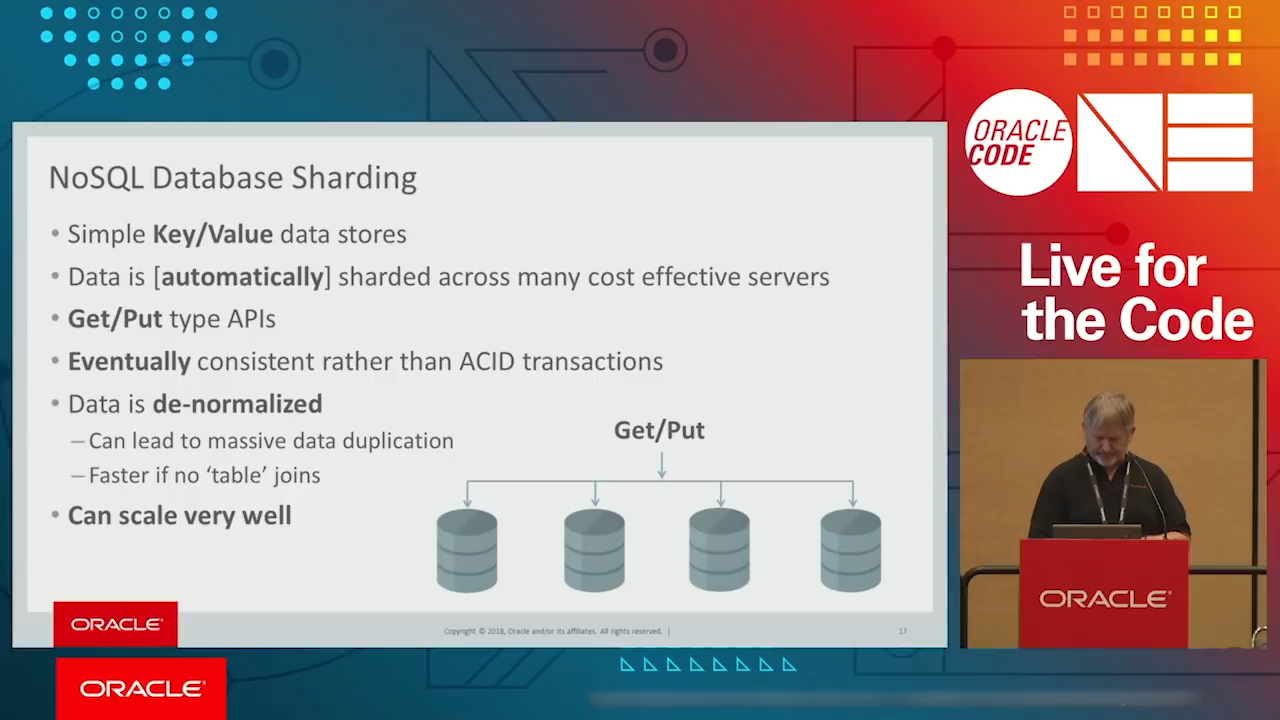 ORACLE
CODE
ONE
Live for
the Code
NoSQL Database Sharding
• Simple Key/Value data stores
• Data is [automatically] sharded across many cost effective servers
• Get/Put type APIs
• Eventually consistent rather than ACID transactions
• Data is de-normalized
– Can lead to massive data duplication
– Faster if no ‘table’ joins
• Can scale very well
Get/Put
ORACLE
Copyright © 2018, Oracle and/or its affiliates. All rights reserved. |
17
ORACLE
ORACLE